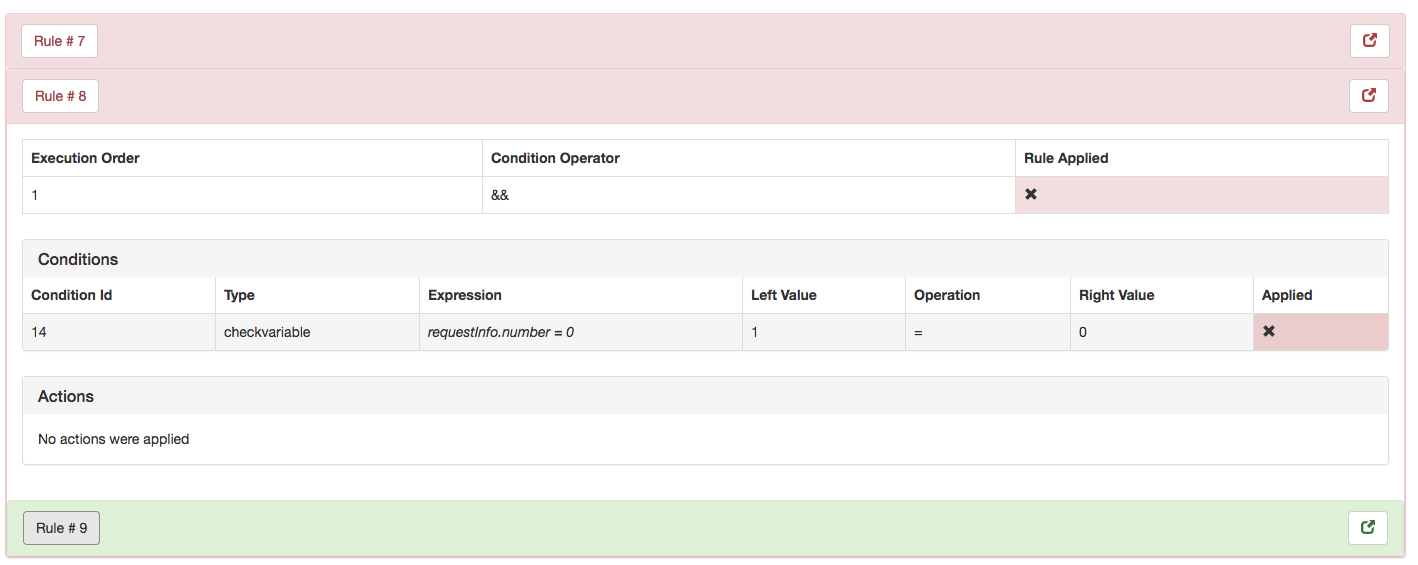 Rule # 7
Rule # 8
Execution Order Condition Operator Rule Applied
1 && ✖
Conditions
Condition Id Type Expression Left Value Operation Right Value Applied
14 checkvariable requestInfo.number = 0 1 = 0 ✖
Actions
No actions were applied
Rule # 9